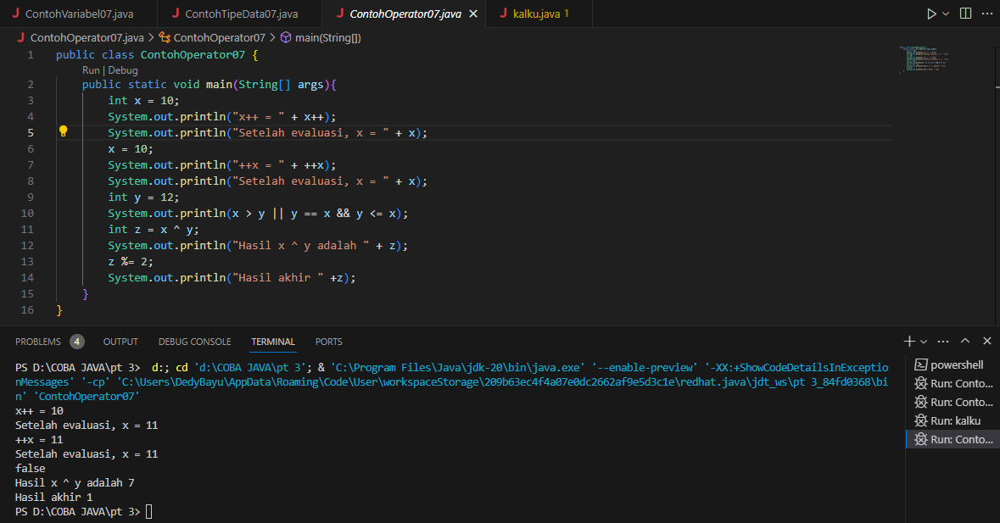 ContohVariabel07.java ContohTipeData07.java ContohOperator07.java kalku.java 1
ContohOperator07.java > ContohOperator07 > main(String[])
1 public class ContohOperator07 {
Run | Debug
2 public static void main(String[] args){
3 int x = 10;
4 System.out.println("x++ = " + x++);
5 System.out.println("Setelah evaluasi, x = " + x);
6 x = 10;
7 System.out.println("++x = " + ++x);
8 System.out.println("Setelah evaluasi, x = " + x);
9 int y = 12;
10 System.out.println(x > y || y == x && y <= x);
11 int z = x ^ y;
12 System.out.println("Hasil x ^ y adalah " + z);
13 z %= 2;
14 System.out.println("Hasil akhir " +z);
15 }
16 }
PROBLEMS 4 OUTPUT DEBUG CONSOLE TERMINAL PORTS
PS D:\COBA JAVA\pt 3> d:; cd 'd:\COBA JAVA\pt 3'; & 'C:\Program Files\Java\jdk-20\bin\java.exe' '--enable-preview' '-XX:+ShowCodeDetailsInExceptio
nMessages' '-cp' 'C:\Users\DedyBayu\AppData\Roaming\Code\User\workspaceStorage\209b63ec4f4a07e0dc2662af9e5d3c1e\redhat.java\jdt_ws\pt 3_84fd0368\bi
n' 'ContohOperator07'
x++ = 10
Setelah evaluasi, x = 11
++x = 11
Setelah evaluasi, x = 11
false
Hasil x ^ y adalah 7
Hasil akhir 1
PS D:\COBA JAVA\pt 3>
powershell
Run: Conto...
Run: Conto...
Run: kalku
Run: Conto...